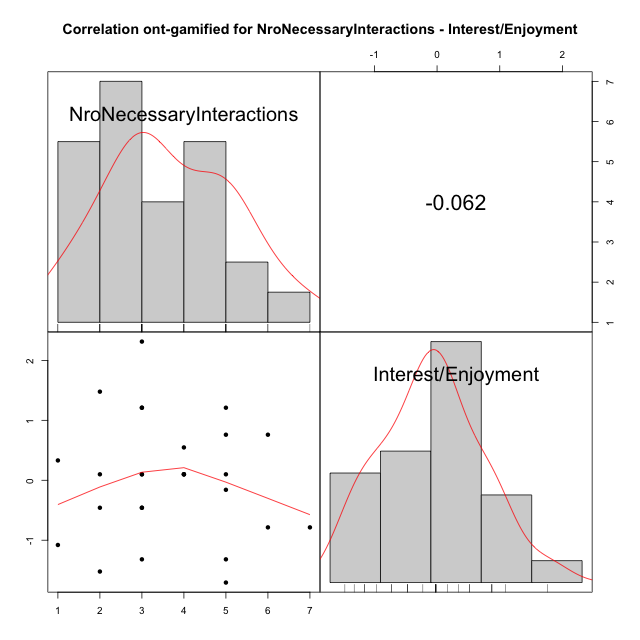 Correlation ont-gamified for NroNecessaryInteractions - Interest/Enjoyment
-1 0 1 2
NroNecessaryInteractions
7
6
5
4
3
2
1
-0.062
2
1
0
-1
Interest/Enjoyment
1 2 3 4 5 6 7